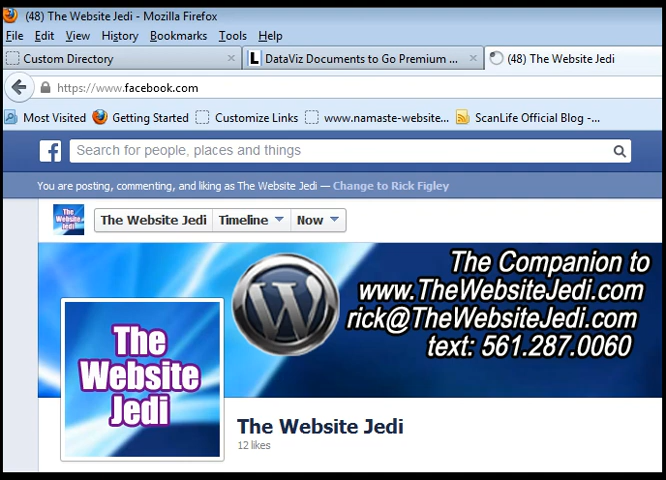 (48) The Website Jedi - Mozilla Firefox
File Edit View History Bookmarks Tools Help
Custom Directory × L DataViz Documents to Go Premium ... × (48) The Website Jedi
https://www.facebook.com
Most Visited Getting Started Customize Links www.namaste-website... ScanLife Official Blog -...
f Search for people, places and things
You are posting, commenting, and liking as The Website Jedi — Change to Rick Figley
The Website Jedi The Website Jedi Timeline Now
The Companion to
www.TheWebsiteJedi.com
rick@TheWebsiteJedi.com
text: 561.287.0060
W
The
Website
Jedi
The Website Jedi
12 likes